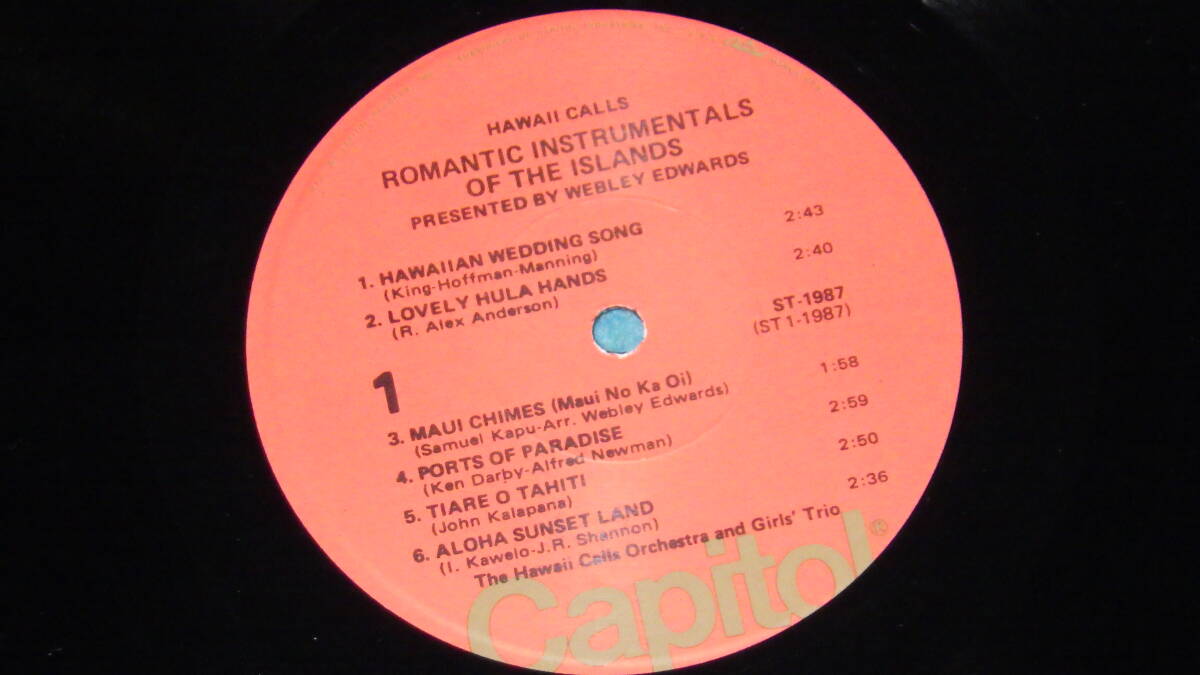 HAWAII CALLS
ROMANTIC INSTRUMENTALS
OF THE ISLANDS
PRESENTED BY WEBLEY EDWARDS
1. HAWAIIAN WEDDING SONG 2:43
(King-Hoffman-Manning)
2. LOVELY HULA HANDS 2:40
(R. Alex Anderson)
ST-1987
(ST 1-1987)
1
3. MAUI CHIMES (Maui No Ka Oi) 1:58
(Samuel Kapu-Arr. Webley Edwards)
4. PORTS OF PARADISE 2:59
(Ken Darby-Alfred Newman)
5. TIARE O TAHITI 2:50
(John Kalapana)
6. ALOHA SUNSET LAND 2:36
(I. Kawelo-J.R. Shannon)
The Hawaii Calls Orchestra and Girls' Trio
Capitol®